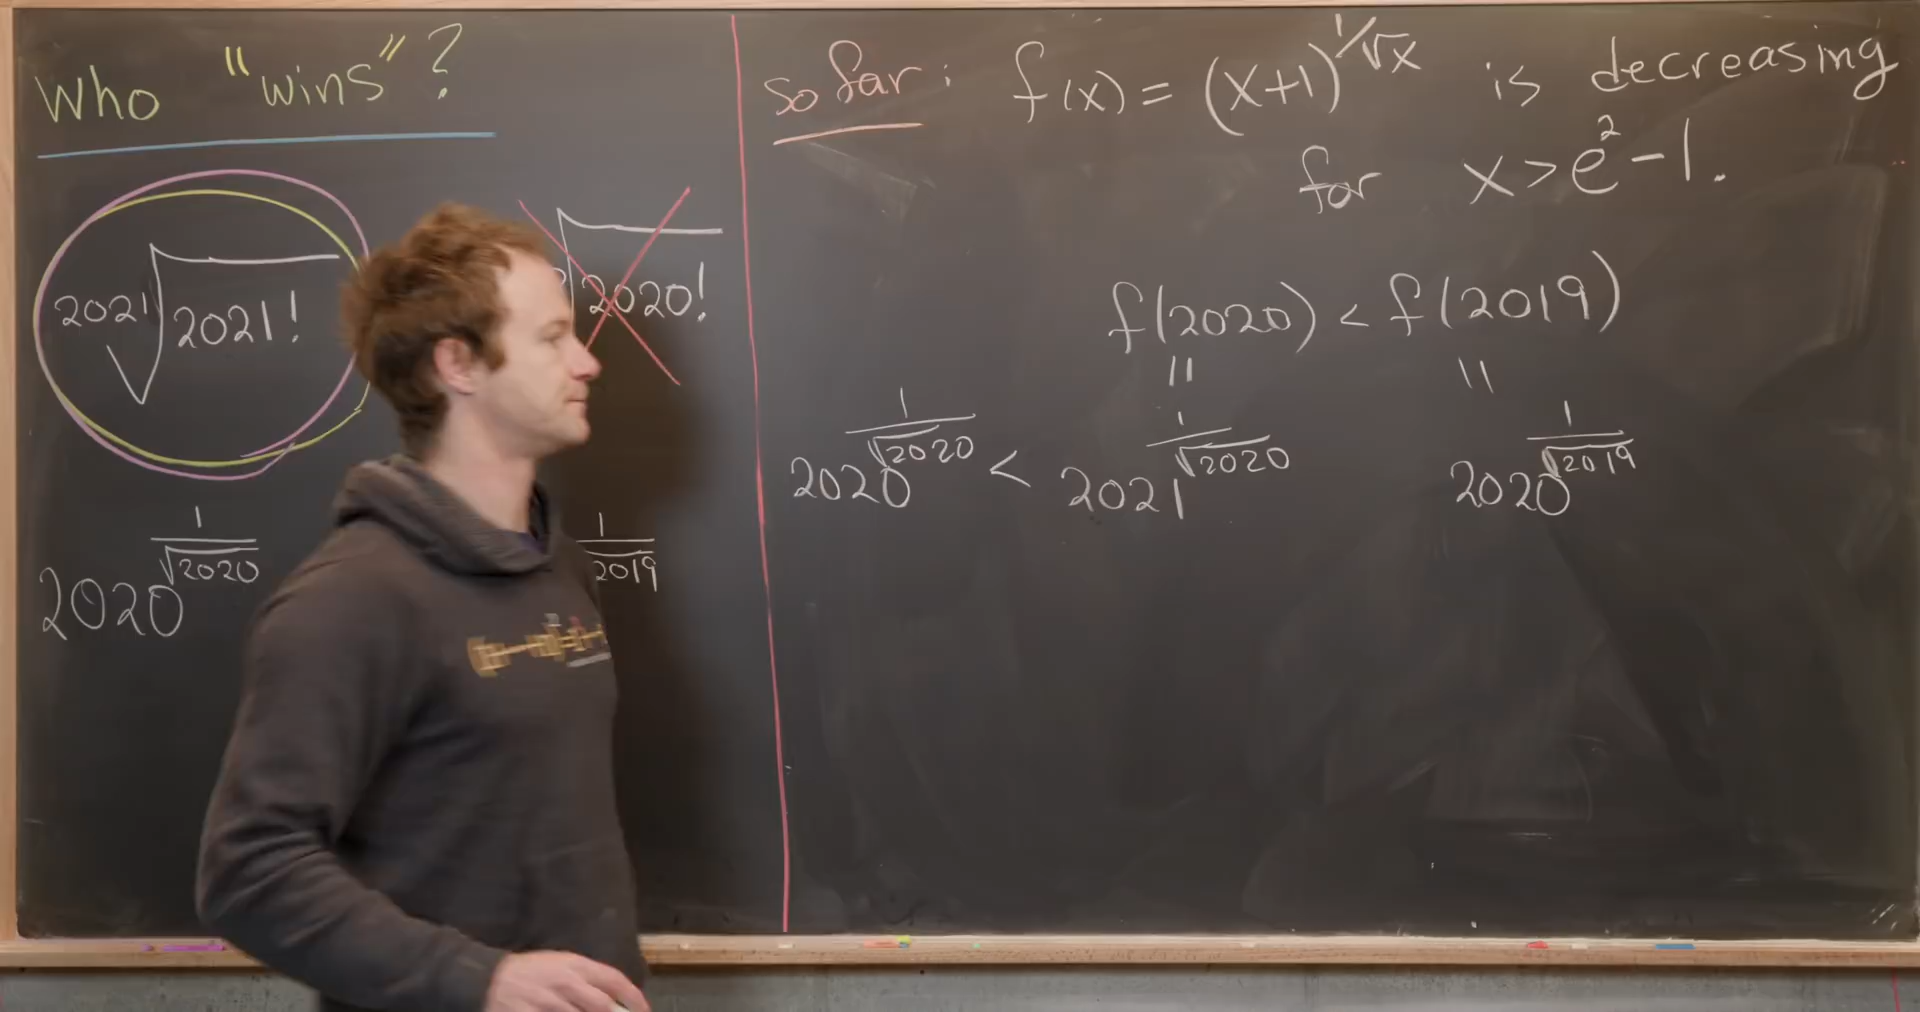 Who "wins"?
2021√2021!
√2020!
2020^(1/√2020)
1/2019
so far: f(x) = (x+1)^(1/√x) is decreasing
for x > e² - 1.
f(2020) < f(2019)
|| ||
2020^(1/√2020) < 2021^(1/√2020) 2020^(1/√2019)